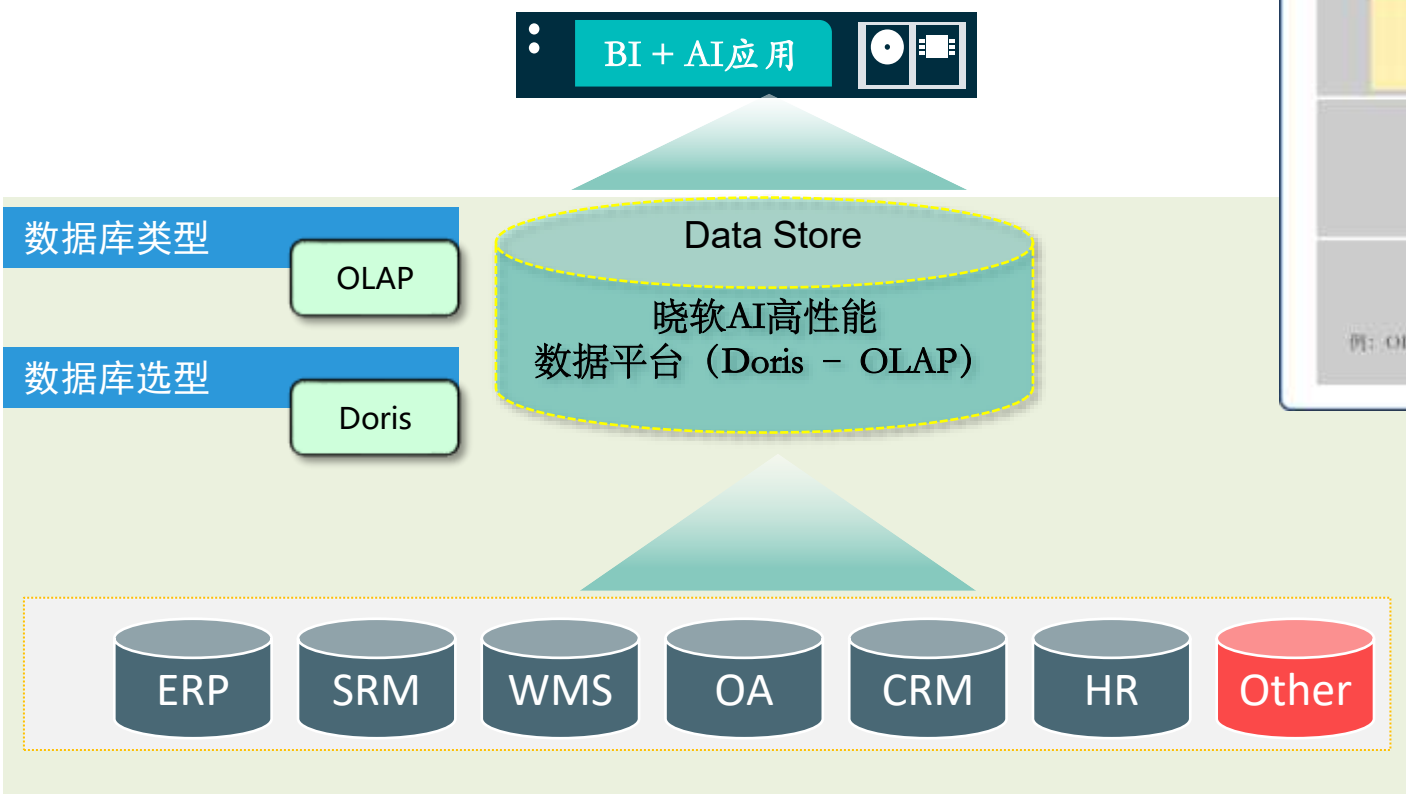 BI + AI应用
数据库类型
OLAP
数据库选型
Doris
Data Store
晓软AI高性能
数据平台（Doris - OLAP）
例：
ERP
SRM
WMS
OA
CRM
HR
Other